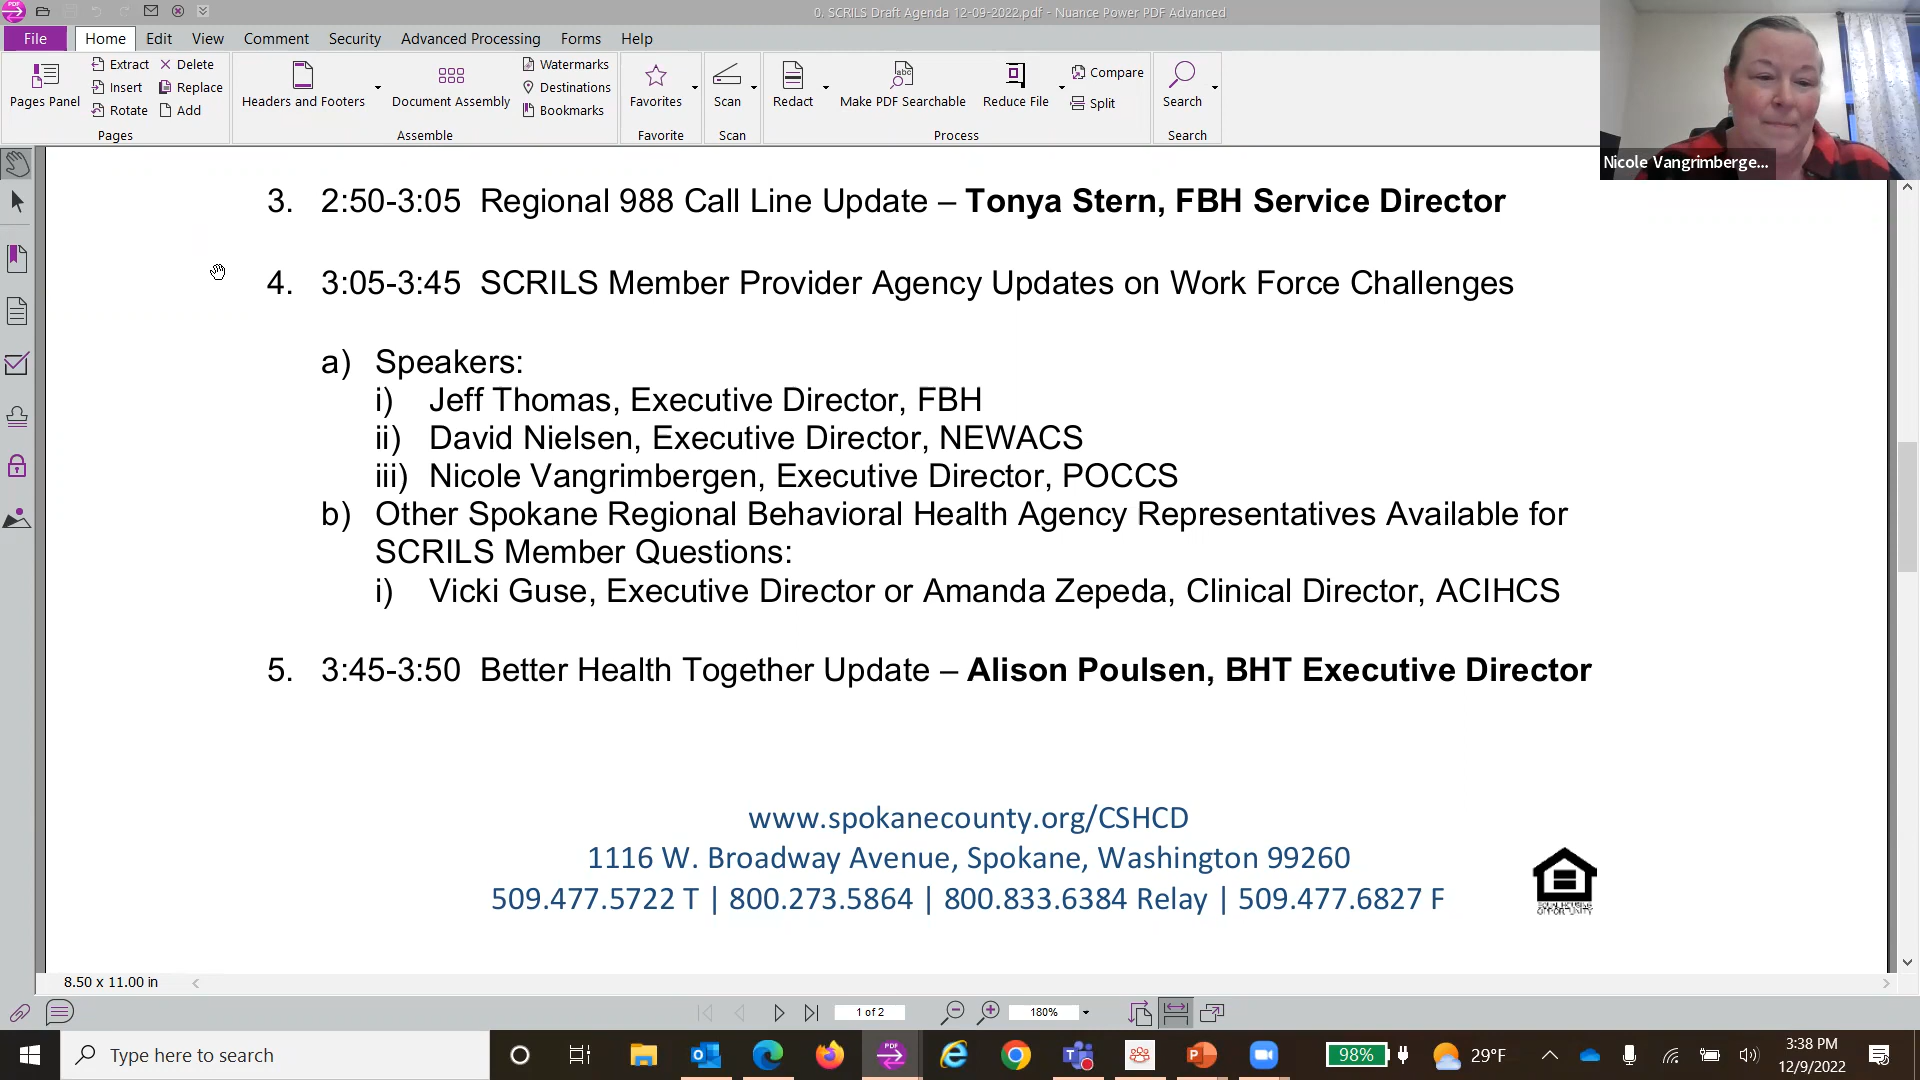 0. SCRILS Draft Agenda 12-09-2022.pdf - Nuance Power PDF Advanced
File Home Edit View Comment Security Advanced Processing Forms Help
Pages Panel
Extract Delete
Insert Replace
Rotate Add
Pages
Headers and Footers
Document Assembly
Watermarks
Destinations
Bookmarks
Assemble
Favorites
Favorite
Scan
Scan
Redact
Make PDF Searchable
Reduce File
Compare
Split
Process
Search
Search
Nicole Vangrimberge...
3. 2:50-3:05 Regional 988 Call Line Update – Tonya Stern, FBH Service Director
4. 3:05-3:45 SCRILS Member Provider Agency Updates on Work Force Challenges
a) Speakers:
i) Jeff Thomas, Executive Director, FBH
ii) David Nielsen, Executive Director, NEWACS
iii) Nicole Vangrimbergen, Executive Director, POCCS
b) Other Spokane Regional Behavioral Health Agency Representatives Available for
SCRILS Member Questions:
i) Vicki Guse, Executive Director or Amanda Zepeda, Clinical Director, ACIHCS
5. 3:45-3:50 Better Health Together Update – Alison Poulsen, BHT Executive Director
www.spokanecounty.org/CSHCD
1116 W. Broadway Avenue, Spokane, Washington 99260
509.477.5722 T | 800.273.5864 | 800.833.6384 Relay | 509.477.6827 F
8.50 x 11.00 in
1 of 2
180%
Type here to search
98%
29°F
3:38 PM
12/9/2022